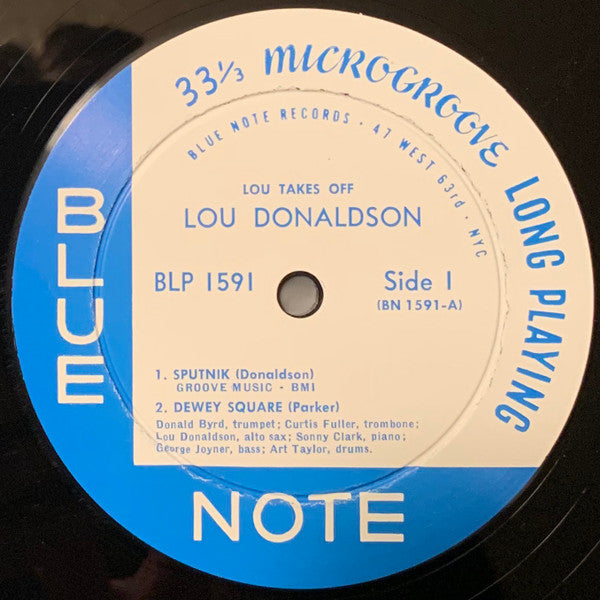 33⅓ MICROGROOVE LONG PLAYING
BLUE NOTE RECORDS · 47 WEST 63rd · NYC
LOU TAKES OFF
LOU DONALDSON
BLP 1591
Side 1
(BN 1591-A)
1. SPUTNIK (Donaldson)
GROOVE MUSIC - BMI
2. DEWEY SQUARE (Parker)
Donald Byrd, trumpet; Curtis Fuller, trombone;
Lou Donaldson, alto sax; Sonny Clark, piano;
George Joyner, bass; Art Taylor, drums.
BLUE
NOTE